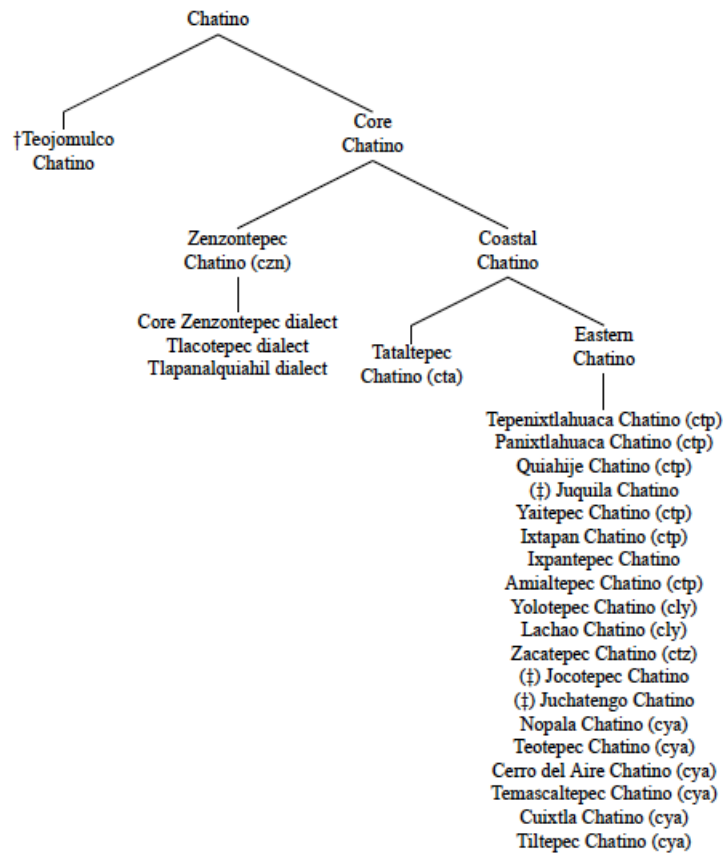 Chatino
†Teojomulco
Chatino
Core
Chatino
Zenzontepec
Chatino (czn)
Coastal
Chatino
Core Zenzontepec dialect
Tlacotepec dialect
Tlapanalquiahil dialect
Tataltepec
Chatino (cta)
Eastern
Chatino
Tepenixtlahuaca Chatino (ctp)
Panixtlahuaca Chatino (ctp)
Quiahije Chatino (ctp)
(‡) Juquila Chatino
Yaitepec Chatino (ctp)
Ixtapan Chatino (ctp)
Ixpantepec Chatino
Amialtepec Chatino (ctp)
Yolotepec Chatino (cly)
Lachao Chatino (cly)
Zacatepec Chatino (ctz)
(‡) Jocotepec Chatino
(‡) Juchatengo Chatino
Nopala Chatino (cya)
Teotepec Chatino (cya)
Cerro del Aire Chatino (cya)
Temascaltepec Chatino (cya)
Cuixtla Chatino (cya)
Tiltepec Chatino (cya)